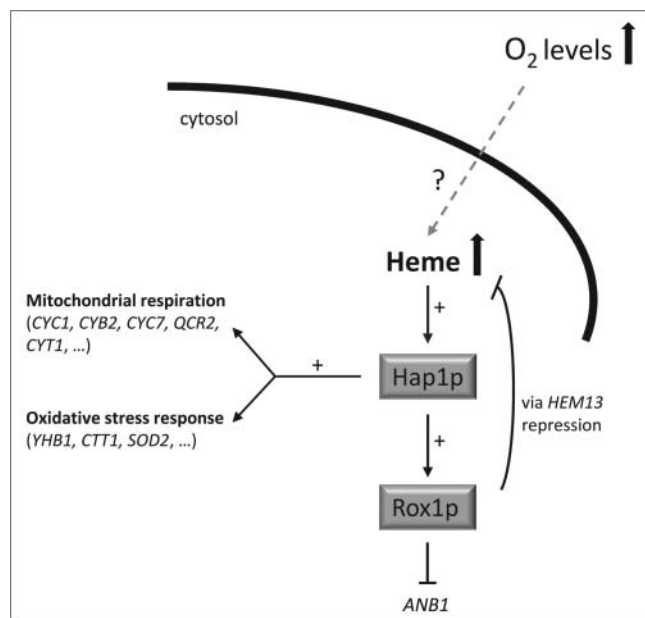 O2 levels
cytosol
?
Heme
+
Mitochondrial respiration
(CYC1, CYB2, CYC7, QCR2,
CYT1, ...)
+
Hap1p
Oxidative stress response
(YHB1, CTT1, SOD2, ...)
via HEM13
repression
+
Rox1p
ANB1